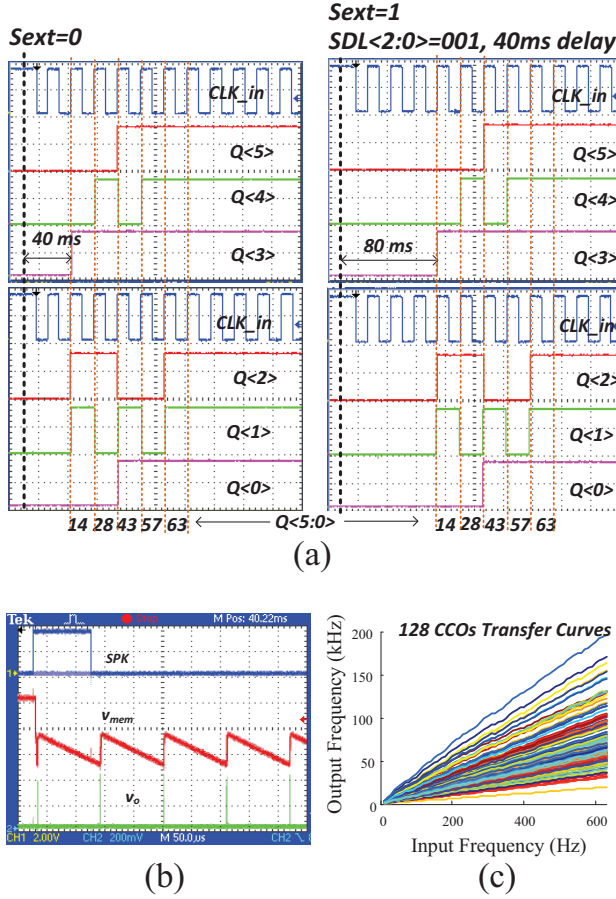 Sext=0
Sext=1
SDL<2:0>=001, 40ms delay
CLK_in
Q<5>
Q<4>
40 ms
Q<3>
CLK_in
Q<2>
Q<1>
Q<0>
CLK_in
Q<5>
Q<4>
80 ms
Q<3>
CLK_in
Q<2>
Q<1>
Q<0>
14 28 43 57 63
Q<5:0>
14 28 43 57 63
(a)
Tek
M Pos: 40.22ms
SPK
1
vmem
vo
2
CH1 2.00V
CH2 200mV
M 50.0µs
CH2
128 CCOs Transfer Curves
Output Frequency (kHz)
200
150
100
50
0
0 200 400 600
Input Frequency (Hz)
(b)
(c)